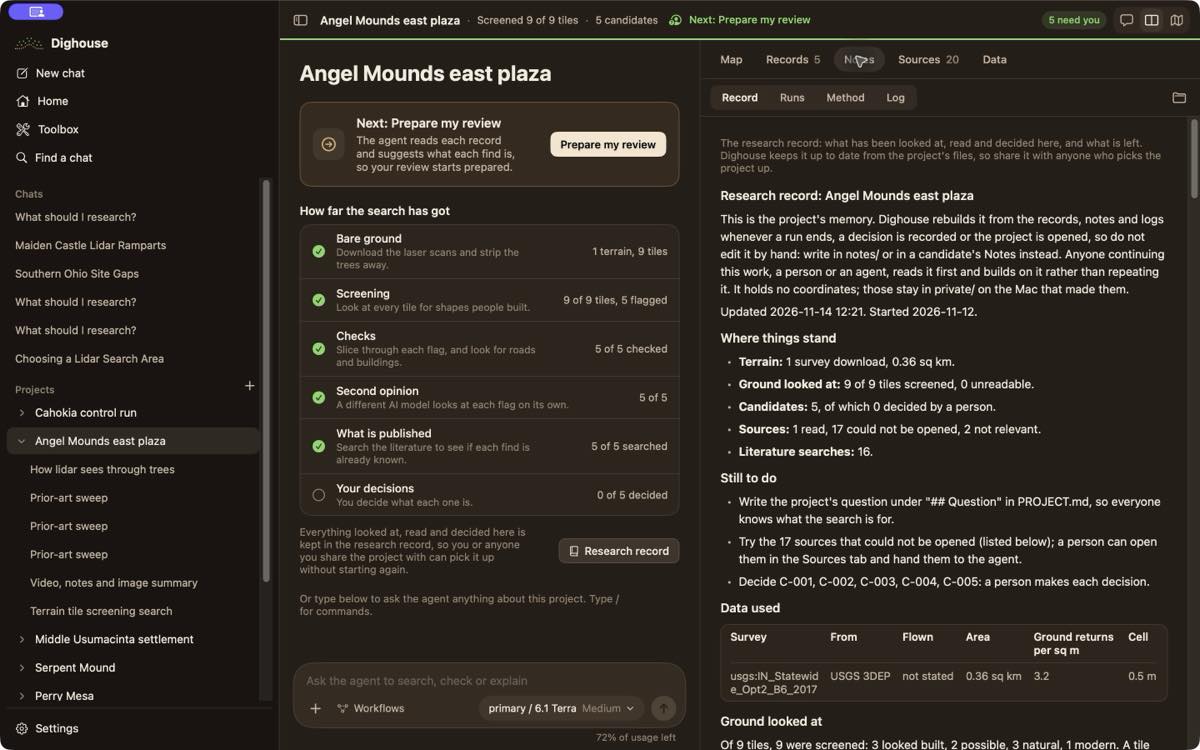 Dighouse
New chat
Home
Toolbox
Find a chat
Chats
What should I research?
Maiden Castle Lidar Ramparts
Southern Ohio Site Gaps
What should I research?
What should I research?
Choosing a Lidar Search Area
Projects
Cahokia control run
Angel Mounds east plaza
How lidar sees through trees
Prior-art sweep
Prior-art sweep
Prior-art sweep
Video, notes and image summary
Terrain tile screening search
Middle Usumacinta settlement
Serpent Mound
Perry Mesa
Settings
Angel Mounds east plaza · Screened 9 of 9 tiles · 5 candidates Next: Prepare my review
5 need you
Angel Mounds east plaza
Next: Prepare my review
The agent reads each record
and suggests what each find is,
so your review starts prepared.
Prepare my review
How far the search has got
Bare ground
Download the laser scans and strip the
trees away.
1 terrain, 9 tiles
Screening
Look at every tile for shapes people built.
9 of 9 tiles, 5 flagged
Checks
Slice through each flag, and look for roads
and buildings.
5 of 5 checked
Second opinion
A different AI model looks at each flag on its own.
5 of 5
What is published
Search the literature to see if each find is
already known.
5 of 5 searched
Your decisions
You decide what each one is.
0 of 5 decided
Everything looked at, read and decided here is
kept in the research record, so you or anyone
you share the project with can pick it up
without starting again.
Research record
Or type below to ask the agent anything about this project. Type /
for commands.
Ask the agent to search, check or explain
Workflows
primary / 6.1 Terra Medium
72% of usage left
Map Records 5 Notes Sources 20 Data
Record Runs Method Log
The research record: what has been looked at, read and decided here, and what is left.
Dighouse keeps it up to date from the project's files, so share it with anyone who picks the
project up.
Research record: Angel Mounds east plaza
This is the project's memory. Dighouse rebuilds it from the records, notes and logs
whenever a run ends, a decision is recorded or the project is opened, so do not
edit it by hand: write in notes/ or in a candidate's Notes instead. Anyone continuing
this work, a person or an agent, reads it first and builds on it rather than repeating
it. It holds no coordinates; those stay in private/ on the Mac that made them.
Updated 2026-11-14 12:21. Started 2026-11-12.
Where things stand
• Terrain: 1 survey download, 0.36 sq km.
• Ground looked at: 9 of 9 tiles screened, 0 unreadable.
• Candidates: 5, of which 0 decided by a person.
• Sources: 1 read, 17 could not be opened, 2 not relevant.
• Literature searches: 16.
Still to do
• Write the project's question under "## Question" in PROJECT.md, so everyone
knows what the search is for.
• Try the 17 sources that could not be opened (listed below); a person can open
them in the Sources tab and hand them to the agent.
• Decide C-001, C-002, C-003, C-004, C-005: a person makes each decision.
Data used
Survey From Flown Area Ground returns Cell
per sq m
usgs:IN_Statewid USGS 3DEP not stated 0.36 sq km 3.2 0.5 m
e_Opt2_B6_2017
Ground looked at
Of 9 tiles, 9 were screened: 3 looked built, 2 possible, 3 natural, 1 modern. A tile